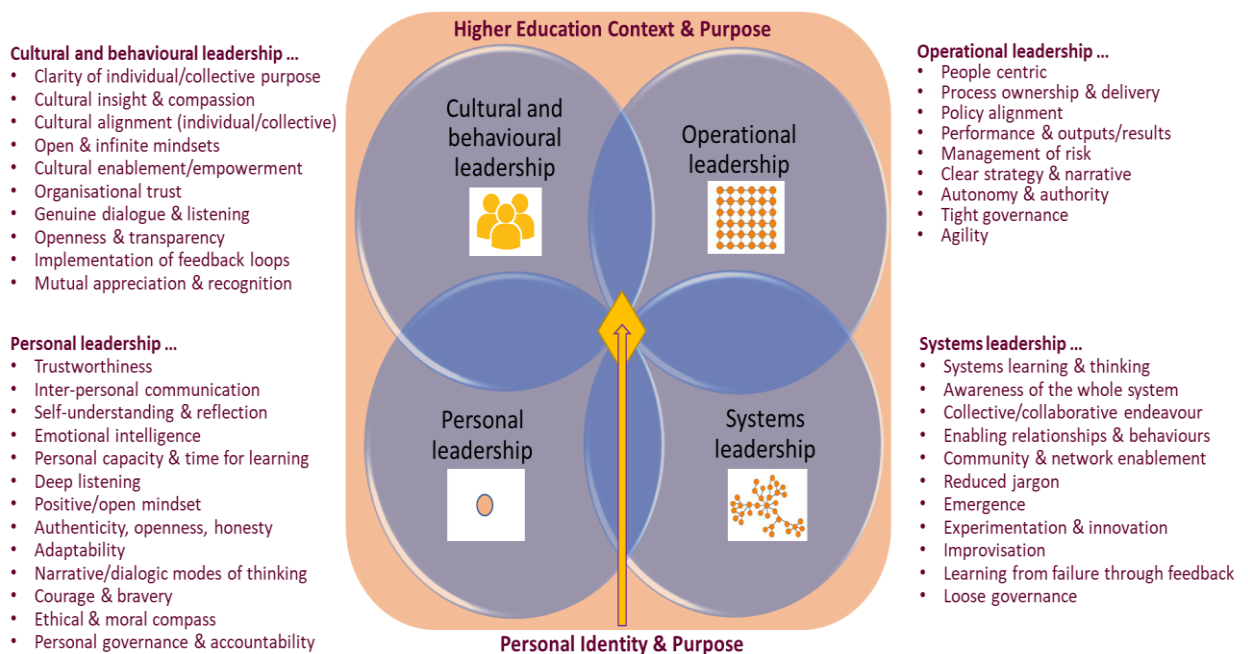 Higher Education Context & Purpose
Cultural and behavioural leadership ...
• Clarity of individual/collective purpose
• Cultural insight & compassion
• Cultural alignment (individual/collective)
• Open & infinite mindsets
• Cultural enablement/empowerment
• Organisational trust
• Genuine dialogue & listening
• Openness & transparency
• Implementation of feedback loops
• Mutual appreciation & recognition
Cultural and
behavioural
leadership
Operational
leadership
Operational leadership ...
• People centric
• Process ownership & delivery
• Policy alignment
• Performance & outputs/results
• Management of risk
• Clear strategy & narrative
• Autonomy & authority
• Tight governance
• Agility
Personal leadership ...
• Trustworthiness
• Inter-personal communication
• Self-understanding & reflection
• Emotional intelligence
• Personal capacity & time for learning
• Deep listening
• Positive/open mindset
• Authenticity, openness, honesty
• Adaptability
• Narrative/dialogic modes of thinking
• Courage & bravery
• Ethical & moral compass
• Personal governance & accountability
Personal
leadership
Systems
leadership
Systems leadership ...
• Systems learning & thinking
• Awareness of the whole system
• Collective/collaborative endeavour
• Enabling relationships & behaviours
• Community & network enablement
• Reduced jargon
• Emergence
• Experimentation & innovation
• Improvisation
• Learning from failure through feedback
• Loose governance
Personal Identity & Purpose